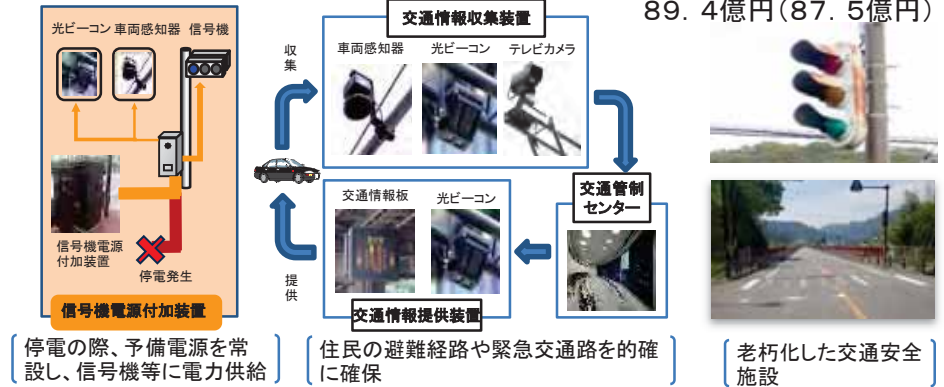 89．4億円（87．5億円）
光ビーコン 車両感知器 信号機
信号機電源
付加装置
停電発生
信号機電源付加装置
停電の際、予備電源を常
設し、信号機等に電力供給
収
集
提
供
交通情報収集装置
車両感知器 光ビーコン テレビカメラ
交通管制
センター
交通情報板 光ビーコン
交通情報提供装置
住民の避難経路や緊急交通路を的確
に確保
老朽化した交通安全
施設